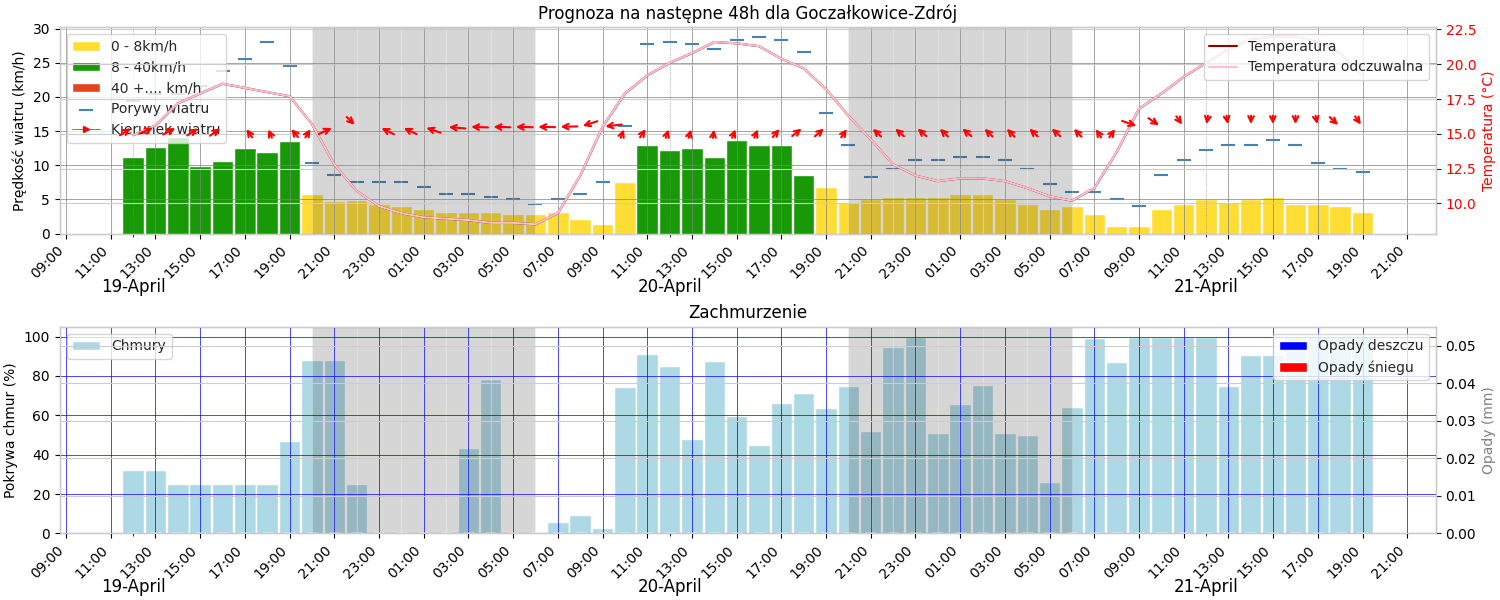 Prognoza na następne 48h dla Goczałkowice-Zdrój
Prędkość wiatru (km/h)
30
25
20
15
10
5
0
0 - 8km/h
8 - 40km/h
40 +.... km/h
Porywy wiatru
Kierunek wiatru
Temperatura
Temperatura odczuwalna
22.5
20.0
17.5
15.0
12.5
10.0
Temperatura (°C)
09:00 11:00 13:00 15:00 17:00 19:00 21:00 23:00 01:00 03:00 05:00 07:00 09:00 11:00 13:00 15:00 17:00 19:00 21:00 23:00 01:00 03:00 05:00 07:00 09:00 11:00 13:00 15:00 17:00 19:00 21:00
19-April 20-April 21-April
Zachmurzenie
Pokrywa chmur (%)
100
80
60
40
20
0
Chmury
Opady deszczu
Opady śniegu
0.05
0.04
0.03
0.02
0.01
0.00
Opady (mm)
09:00 11:00 13:00 15:00 17:00 19:00 21:00 23:00 01:00 03:00 05:00 07:00 09:00 11:00 13:00 15:00 17:00 19:00 21:00 23:00 01:00 03:00 05:00 07:00 09:00 11:00 13:00 15:00 17:00 19:00 21:00
19-April 20-April 21-April